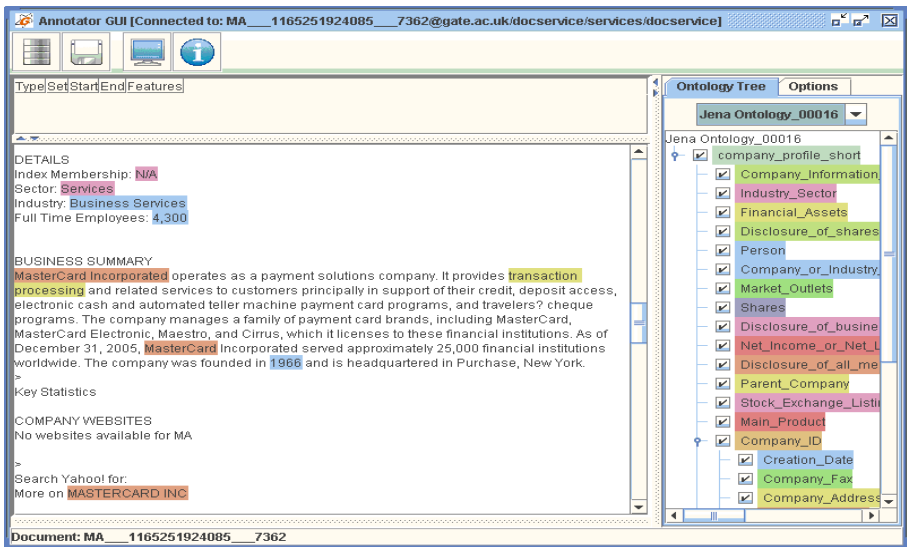 Annotator GUI [Connected to: MA___1165251924085___7362@gate.ac.uk/docservice/services/docservice]
Type Set Start End Features
DETAILS
Index Membership: N/A
Sector: Services
Industry: Business Services
Full Time Employees: 4,300
BUSINESS SUMMARY
MasterCard Incorporated operates as a payment solutions company. It provides transaction
processing and related services to customers principally in support of their credit, deposit access,
electronic cash and automated teller machine payment card programs, and travelers? cheque
programs. The company manages a family of payment card brands, including MasterCard,
MasterCard Electronic, Maestro, and Cirrus, which it licenses to these financial institutions. As of
December 31, 2005, MasterCard Incorporated served approximately 25,000 financial institutions
worldwide. The company was founded in 1966 and is headquartered in Purchase, New York.
>
Key Statistics
COMPANY WEBSITES
No websites available for MA
>
Search Yahoo! for:
More on MASTERCARD INC
Ontology Tree Options
Jena Ontology_00016
Jena Ontology_00016
company_profile_short
Company_Information_
Industry_Sector
Financial_Assets
Disclosure_of_shares
Person
Company_or_Industry_
Market_Outlets
Shares
Disclosure_of_busine
Net_Income_or_Net_L
Disclosure_of_all_me
Parent_Company
Stock_Exchange_Listi
Main_Product
Company_ID
Creation_Date
Company_Fax
Company_Address
Document: MA___1165251924085___7362